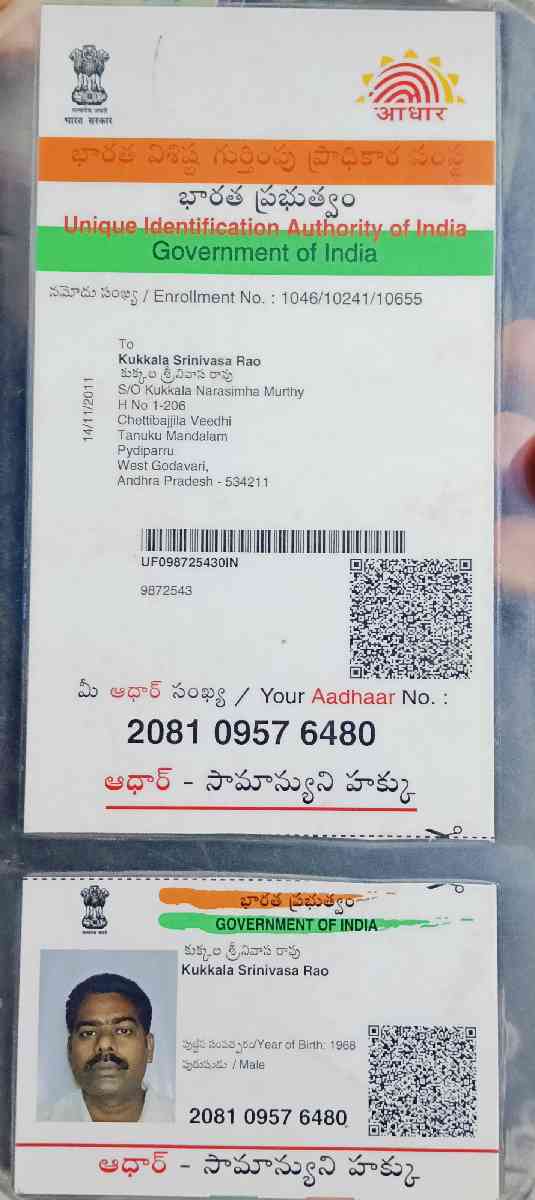 सत्यमेव जयते
भारत सरकार
आधार
భారత విశిష్ట గుర్తింపు ప్రాధికార సంస్థ
భారత ప్రభుత్వం
Unique Identification Authority of India
Government of India
నమోదు సంఖ్య / Enrollment No. : 1046/10241/10655
14/11/2011
To
Kukkala Srinivasa Rao
కుక్కల శ్రీనివాస రావు
S/O Kukkala Narasimha Murthy
H No 1-206
Chettibajjila Veedhi
Tanuku Mandalam
Pydiparru
West Godavari,
Andhra Pradesh - 534211
UF098725430IN
9872543
మీ ఆధార్ సంఖ్య / Your Aadhaar No. :
2081 0957 6480
ఆధార్ - సామాన్యుని హక్కు
భారత ప్రభుత్వం
GOVERNMENT OF INDIA
కుక్కల శ్రీనివాస రావు
Kukkala Srinivasa Rao
పుట్టిన సంవత్సరం/Year of Birth: 1968
పురుషుడు / Male
2081 0957 6480
ఆధార్ - సామాన్యుని హక్కు